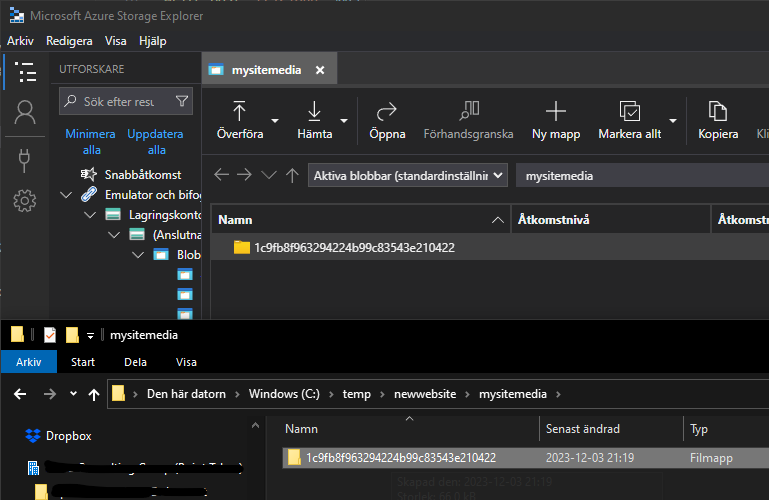 Microsoft Azure Storage Explorer
Arkiv Redigera Visa Hjälp
UTFORSKARE
mysitemedia
Sök efter resu
Minimera alla
Uppdatera alla
Överföra Hämta Öppna Förhandsgranska Ny mapp Markera allt Kopiera Kl
Snabbåtkomst
Emulator och bifog
Lagringskonto
(Anslutna
Blob
Aktiva blobbar (standardinställnin mysitemedia
Namn Åtkomstnivå Åtkomstn
1c9fb8f963294224b99c83543e210422
mysitemedia
Arkiv Start Dela Visa
Den här datorn Windows (C:) temp newwebsite mysitemedia
Dropbox
Namn Senast ändrad Typ
1c9fb8f963294224b99c83543e210422 2023-12-03 21:19 Filmapp
Skapad den: 2023-12-03 21:19